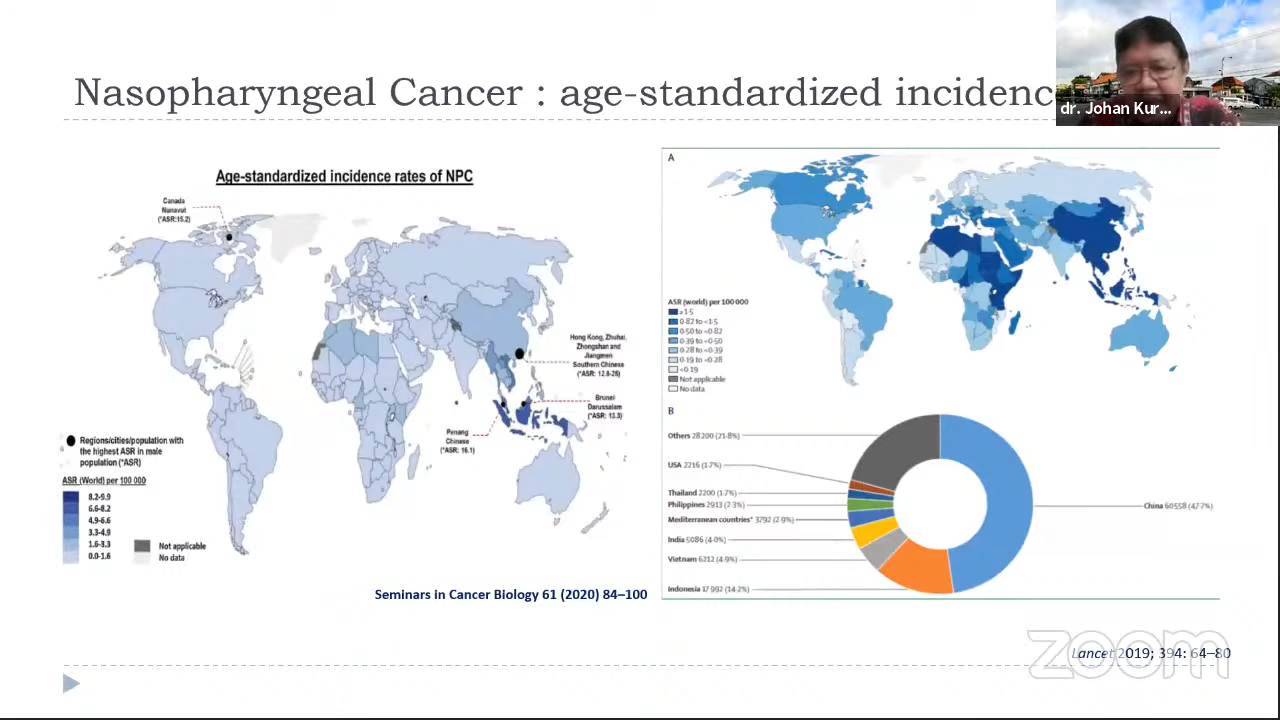 Nasopharyngeal Cancer : age-standardized incidenc
dr. Johan Kur...
Age-standardized incidence rates of NPC
Canada
Nunavut
(*ASR:15.2)
Hong Kong, Zhuhai,
Zhongshan and
Jiangmen
Southern Chinese
(*ASR: 12.8-25)
Brunei
Darussalam
(*ASR: 13.3)
Penang
Chinese
(*ASR: 16.1)
Regions/cities/population with
the highest ASR in male
population (*ASR)
ASR (World) per 100 000
8.2-9.9
6.6-8.2
4.9-6.6
3.3-4.9
1.6-3.3
0.0-1.6
Not applicable
No data
Seminars in Cancer Biology 61 (2020) 84–100
A
ASR (world) per 100 000
≥1·5
0·82 to <1·5
0·50 to <0·82
0·39 to <0·50
0·28 to <0·39
0·19 to <0·28
<0·19
Not applicable
No data
B
Others 28 200 (21·8%)
USA 2216 (1·7%)
Thailand 2200 (1·7%)
Philippines 2913 (2·3%)
Mediterranean countries* 3792 (2·9%)
India 5086 (4·0%)
Vietnam 6212 (4·9%)
Indonesia 17 992 (14·2%)
China 60 558 (47·7%)
zoom
Lancet 2019; 394: 64–80